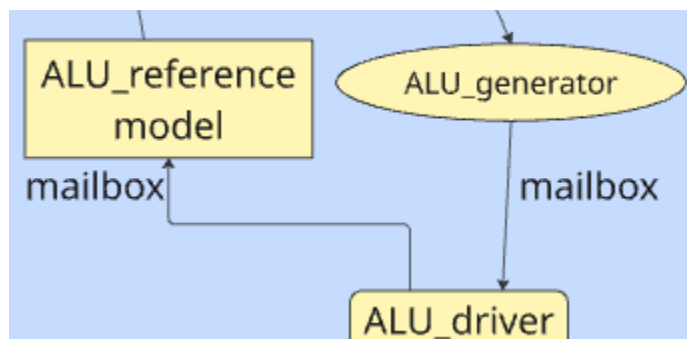 ALU_reference
model
ALU_generator
mailbox
mailbox
ALU_driver